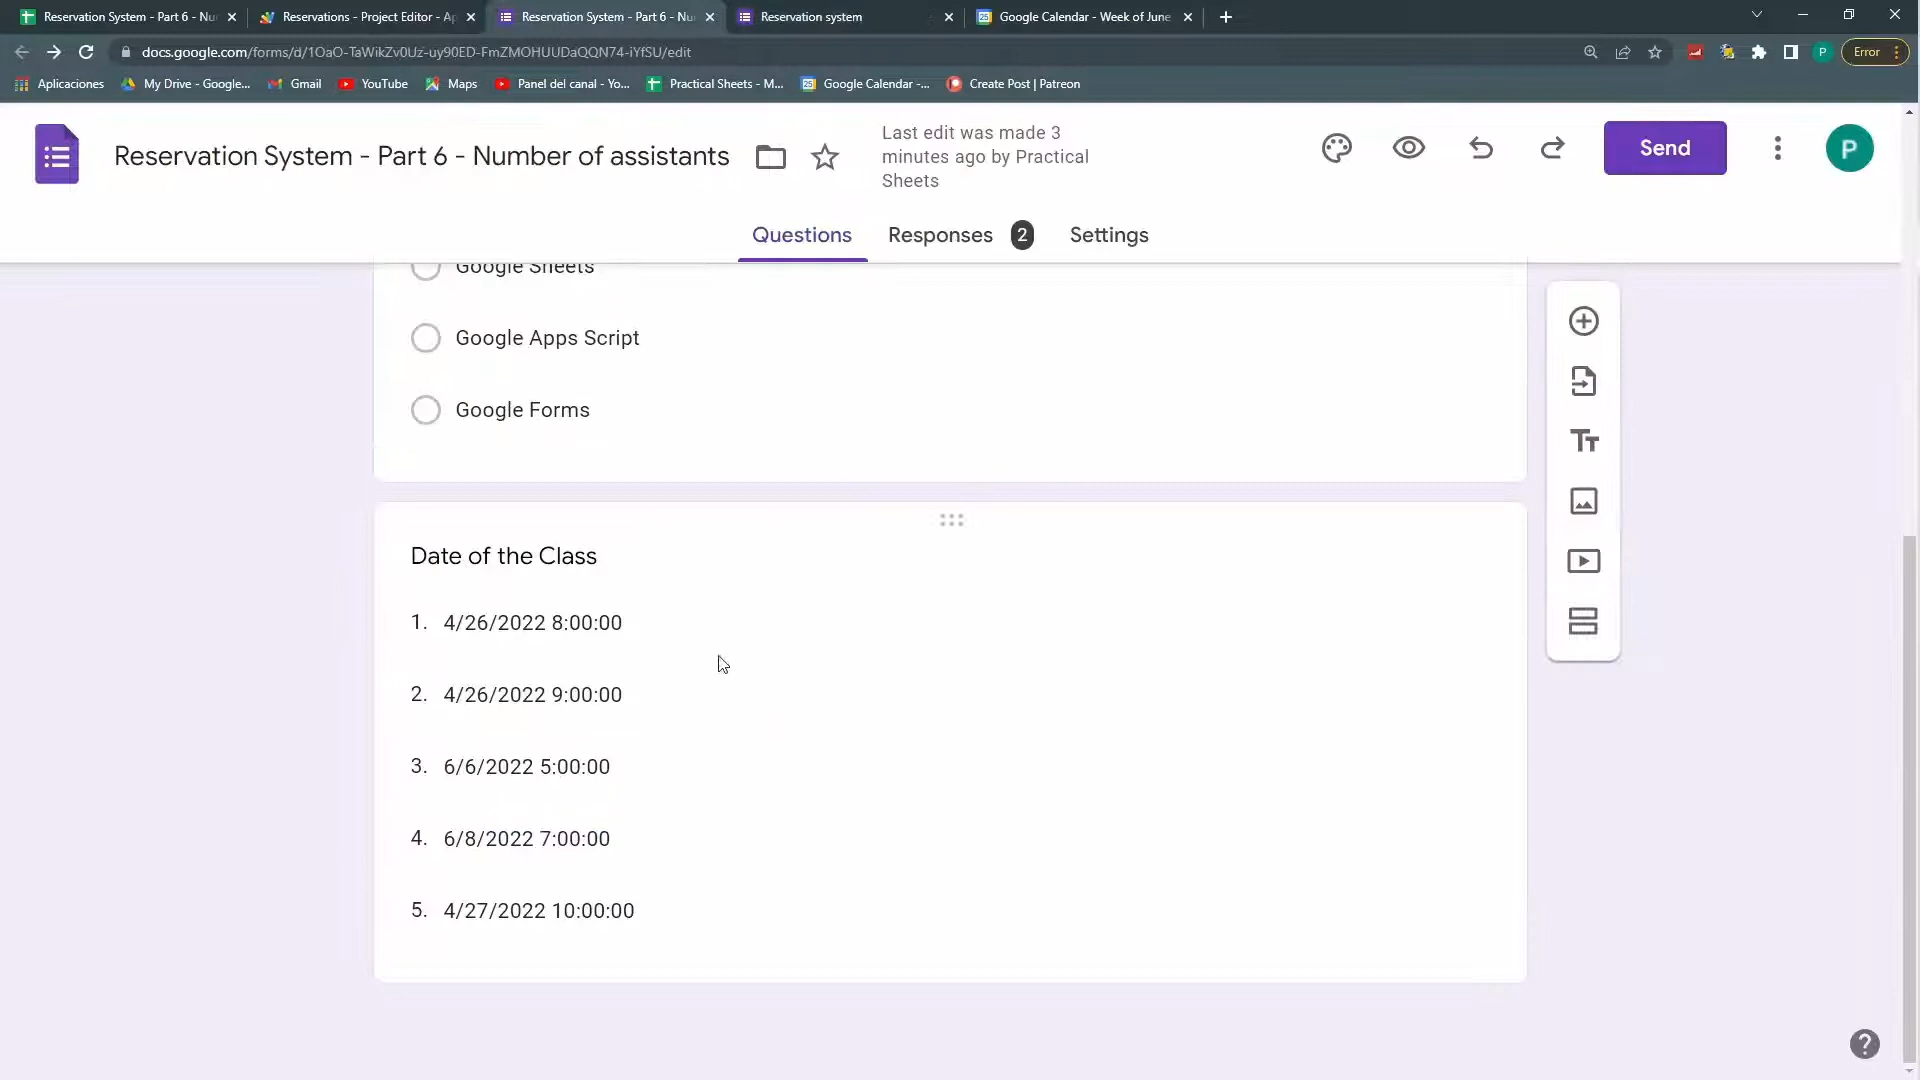 Reservation System - Part 6 - Nu
Reservations - Project Editor - Ap
Reservation System - Part 6 - Nu
Reservation system
Google Calendar - Week of June
docs.google.com/forms/d/1OaO-TaWikZv0Uz-uy90ED-FmZMOHUUDaQQN74-iYfSU/edit
P
Error
Aplicaciones
My Drive - Google...
Gmail
YouTube
Maps
Panel del canal - Yo...
Practical Sheets - M...
Google Calendar -...
Create Post | Patreon
Reservation System - Part 6 - Number of assistants
Last edit was made 3
minutes ago by Practical
Sheets
Send
P
Questions
Responses 2
Settings
Google Sheets
Google Apps Script
Google Forms
Date of the Class
1. 4/26/2022 8:00:00
2. 4/26/2022 9:00:00
3. 6/6/2022 5:00:00
4. 6/8/2022 7:00:00
5. 4/27/2022 10:00:00